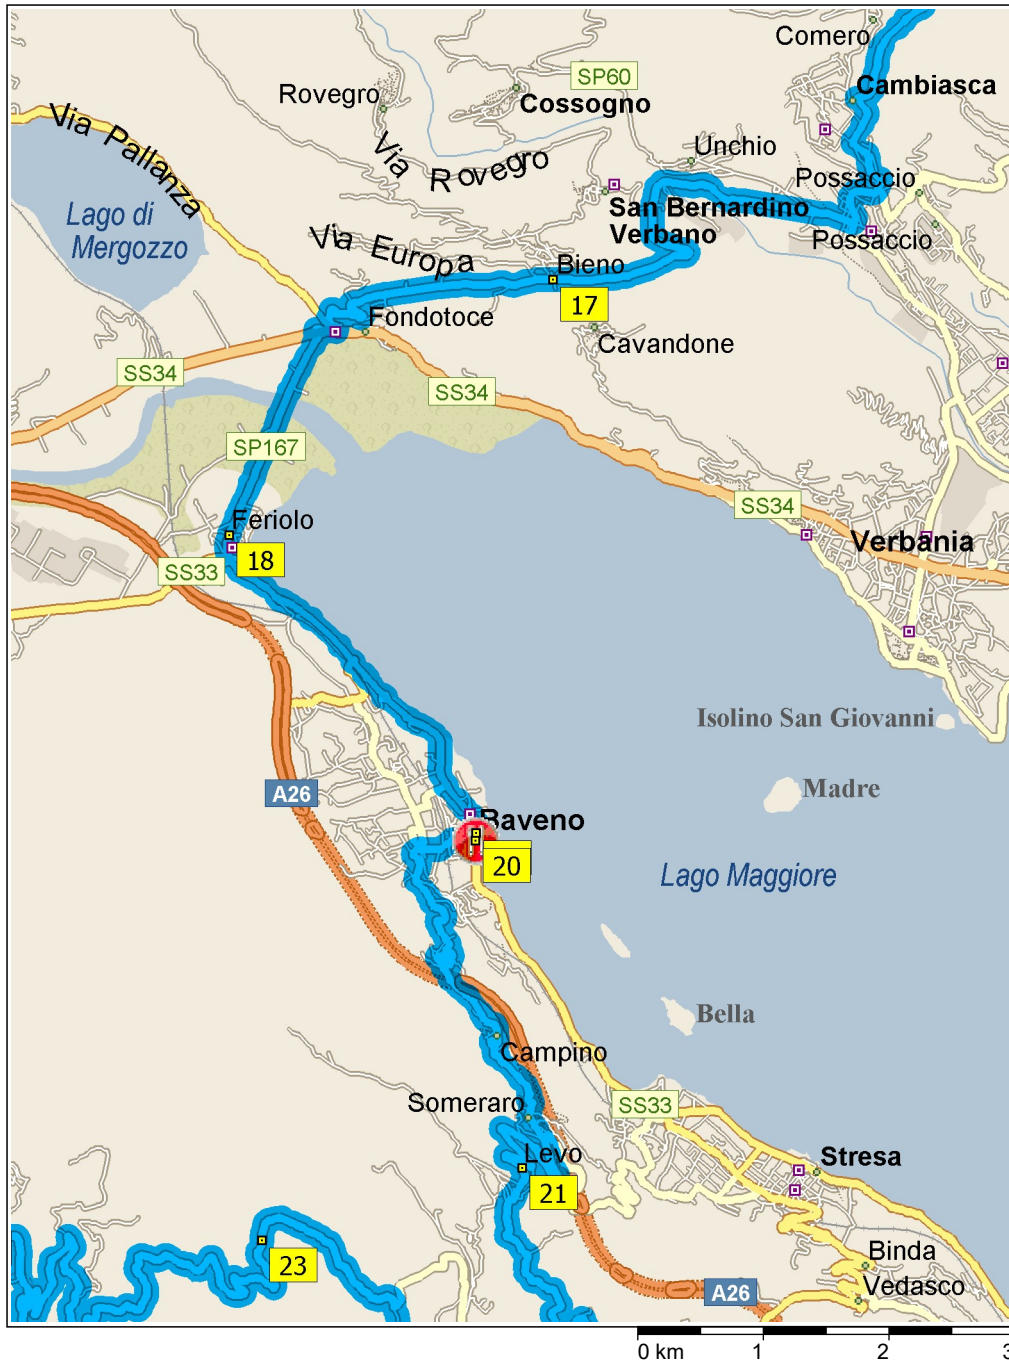 Comero
SP60
Cambiasca
Rovegro
Cossogno
Via Pallanza
Via Rovegro
Unchio
Possaccio
Lago di
Mergozzo
San Bernardino
Verbano
Possaccio
Via Europa
Bieno
17
Fondotoce
Cavandone
SS34
SS34
SP167
SS34
Feriolo
Verbania
18
SS33
Isolino San Giovanni
A26
Madre
Baveno
20
Lago Maggiore
Bella
Campino
Someraro
SS33
Levo
Stresa
21
23
Binda
Vedasco
A26
0 km 1 2 3